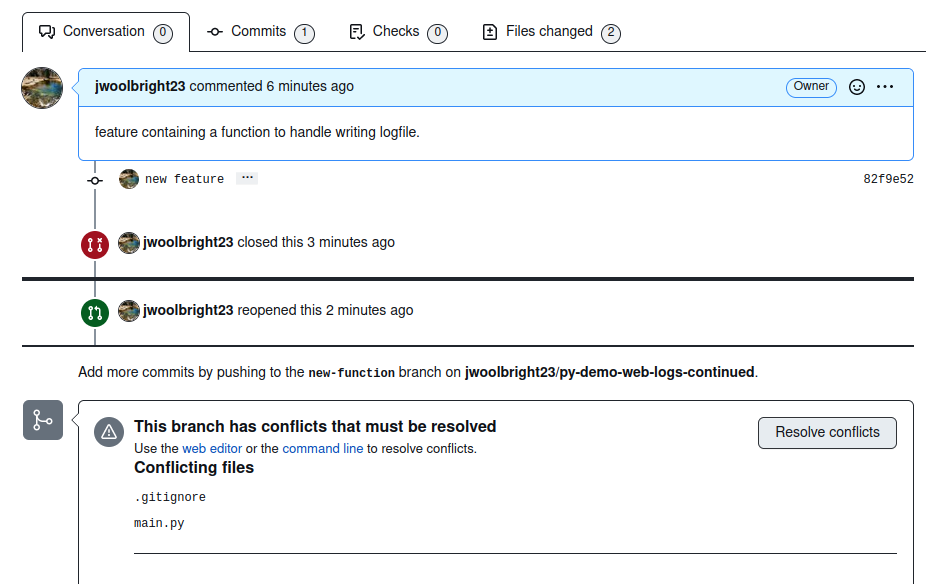 Conversation 0 Commits 1 Checks 0 Files changed 2
jwoolbright23 commented 6 minutes ago Owner
feature containing a function to handle writing logfile.
new feature ... 82f9e52
jwoolbright23 closed this 3 minutes ago
jwoolbright23 reopened this 2 minutes ago
Add more commits by pushing to the new-function branch on jwoolbright23/py-demo-web-logs-continued.
This branch has conflicts that must be resolved
Resolve conflicts
Use the web editor or the command line to resolve conflicts.
Conflicting files
.gitignore
main.py